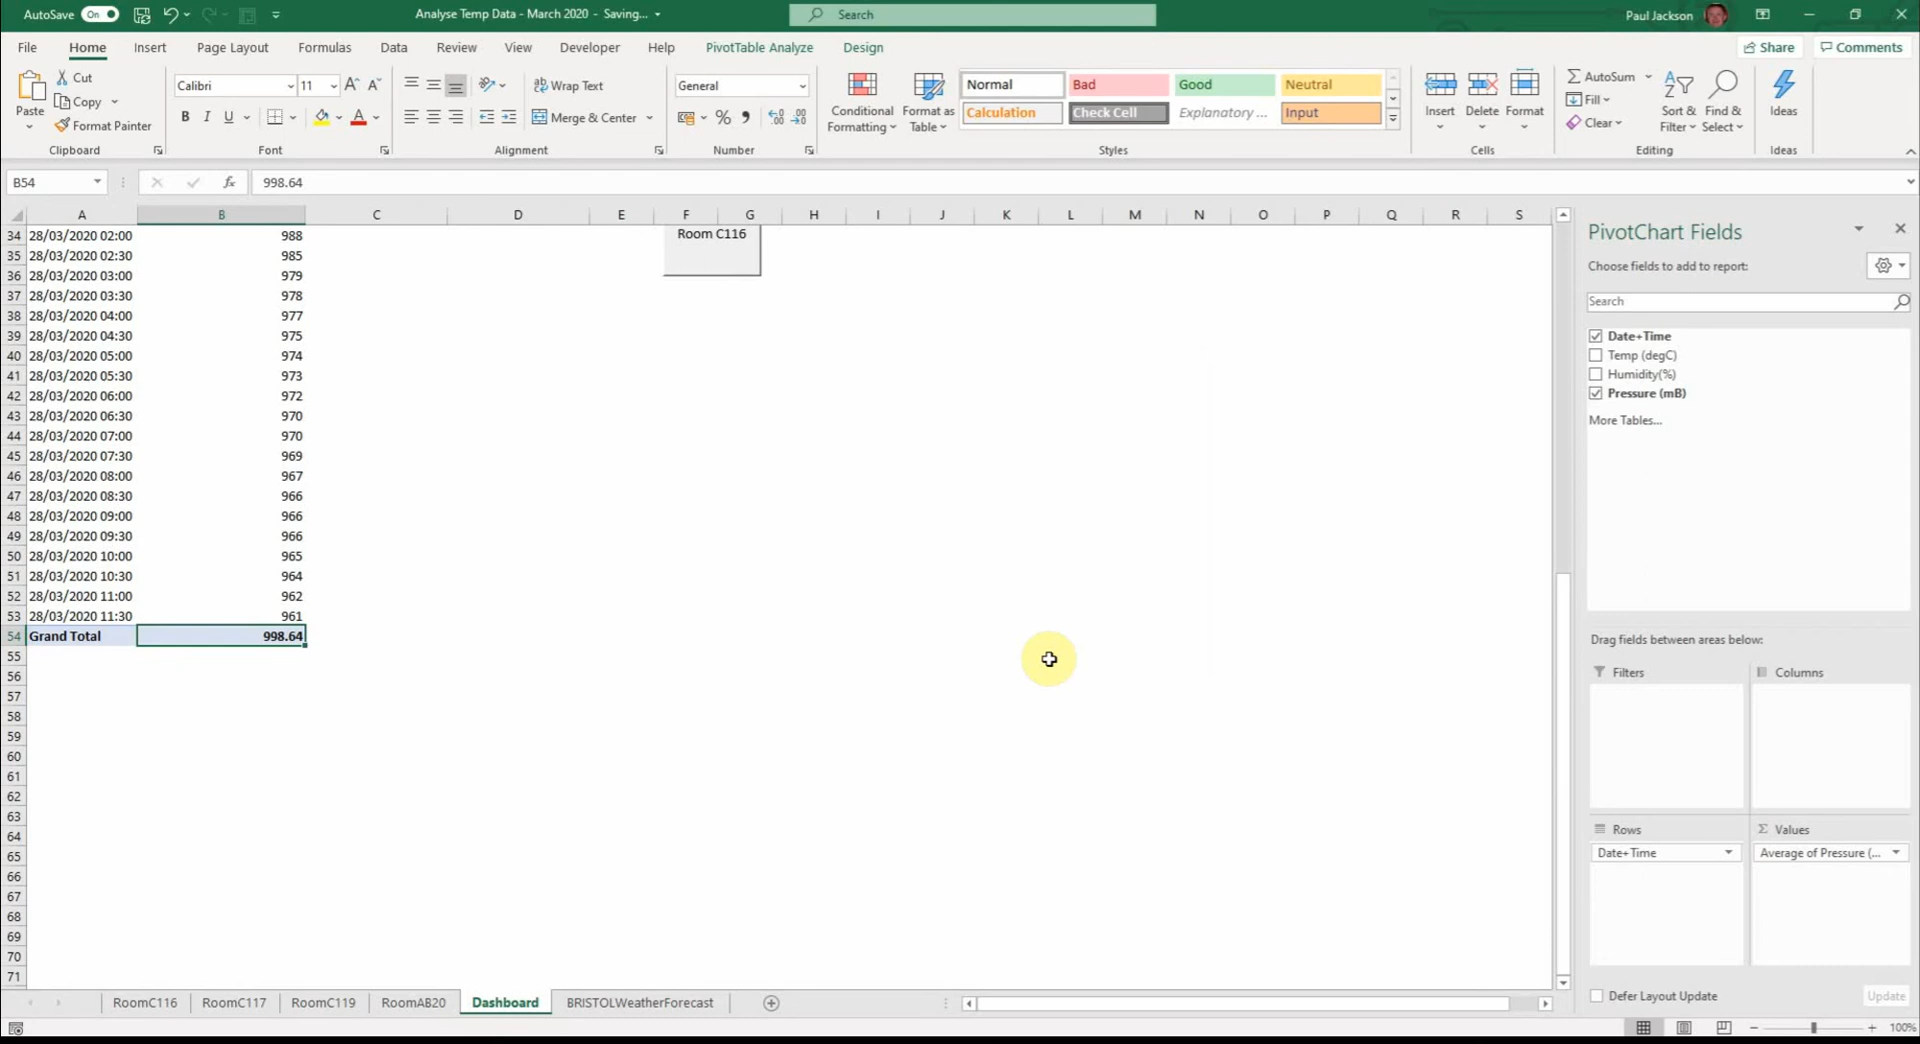 AutoSave On Analyse Temp Data - March 2020 - Saving... Search Paul Jackson
File Home Insert Page Layout Formulas Data Review View Developer Help PivotTable Analyze Design Share Comments
Paste
Cut
Copy
Format Painter
Clipboard
Calibri 11
B I U A
Font
Wrap Text
Merge & Center
Alignment
General
%
Number
Conditional Formatting
Format as Table
Normal Bad Good Neutral
Calculation Check Cell Explanatory ... Input
Styles
Insert Delete Format
Cells
AutoSum
Fill
Clear
Sort & Filter
Find & Select
Editing
Ideas
Ideas
B54 fx 998.64
A B C D E F G H I J K L M N O P Q R S
34 28/03/2020 02:00 988
35 28/03/2020 02:30 985
36 28/03/2020 03:00 979
37 28/03/2020 03:30 978
38 28/03/2020 04:00 977
39 28/03/2020 04:30 975
40 28/03/2020 05:00 974
41 28/03/2020 05:30 973
42 28/03/2020 06:00 972
43 28/03/2020 06:30 970
44 28/03/2020 07:00 970
45 28/03/2020 07:30 969
46 28/03/2020 08:00 967
47 28/03/2020 08:30 966
48 28/03/2020 09:00 966
49 28/03/2020 09:30 966
50 28/03/2020 10:00 965
51 28/03/2020 10:30 964
52 28/03/2020 11:00 962
53 28/03/2020 11:30 961
54 Grand Total 998.64
55
56
57
58
59
60
61
62
63
64
65
66
67
68
69
70
71
Room C116
PivotChart Fields
Choose fields to add to report:
Search
Date+Time
Temp (degC)
Humidity(%)
Pressure (mB)
More Tables...
Drag fields between areas below:
Filters Columns
Rows Values
Date+Time Average of Pressure (...
Defer Layout Update Update
RoomC116 RoomC117 RoomC119 RoomAB20 Dashboard BRISTOLWeatherForecast
100%